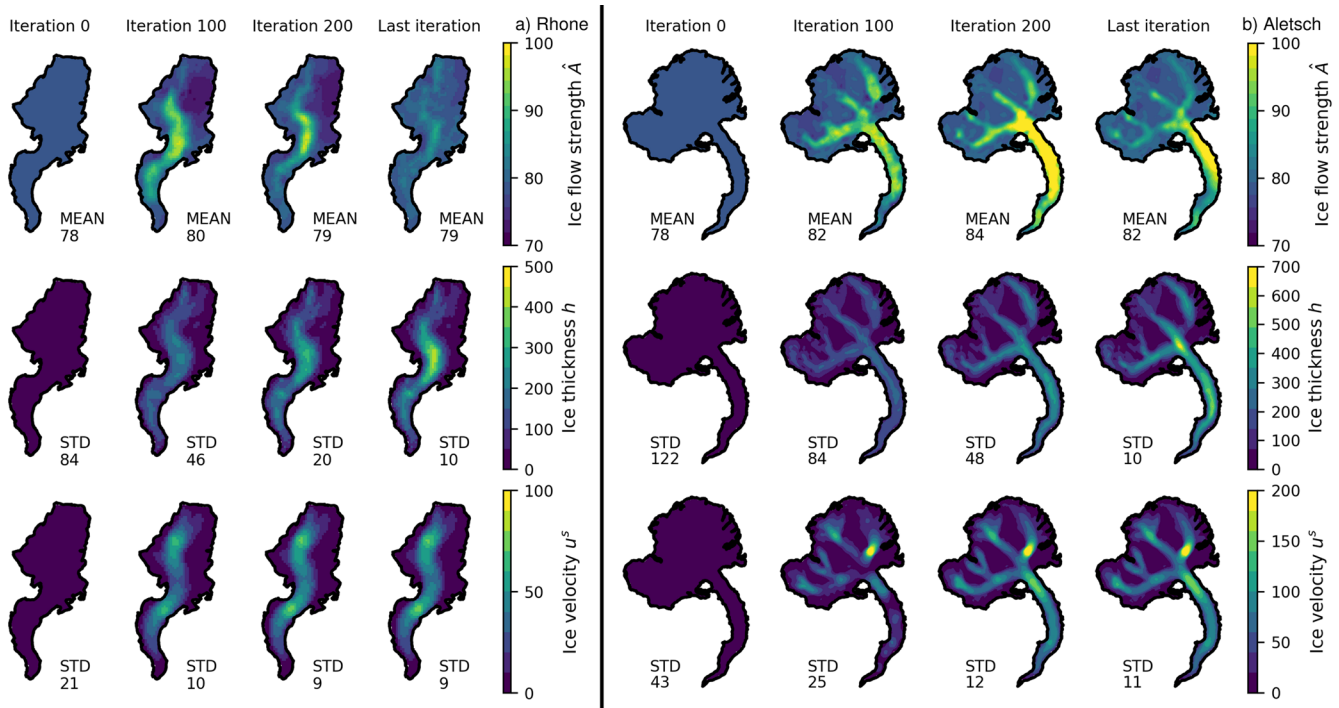 Iteration 0 Iteration 100 Iteration 200 Last iteration a) Rhone
MEAN 78 MEAN 80 MEAN 79 MEAN 79
100
90
80
70
Ice flow strength Â
STD 84 STD 46 STD 20 STD 10
500
400
300
200
100
0
Ice thickness h
STD 21 STD 10 STD 9 STD 9
100
50
0
Ice velocity uˢ
Iteration 0 Iteration 100 Iteration 200 Last iteration b) Aletsch
MEAN 78 MEAN 82 MEAN 84 MEAN 82
100
90
80
70
Ice flow strength Â
STD 122 STD 84 STD 48 STD 10
700
600
500
400
300
200
100
0
Ice thickness h
STD 43 STD 25 STD 12 STD 11
200
150
100
50
0
Ice velocity uˢ